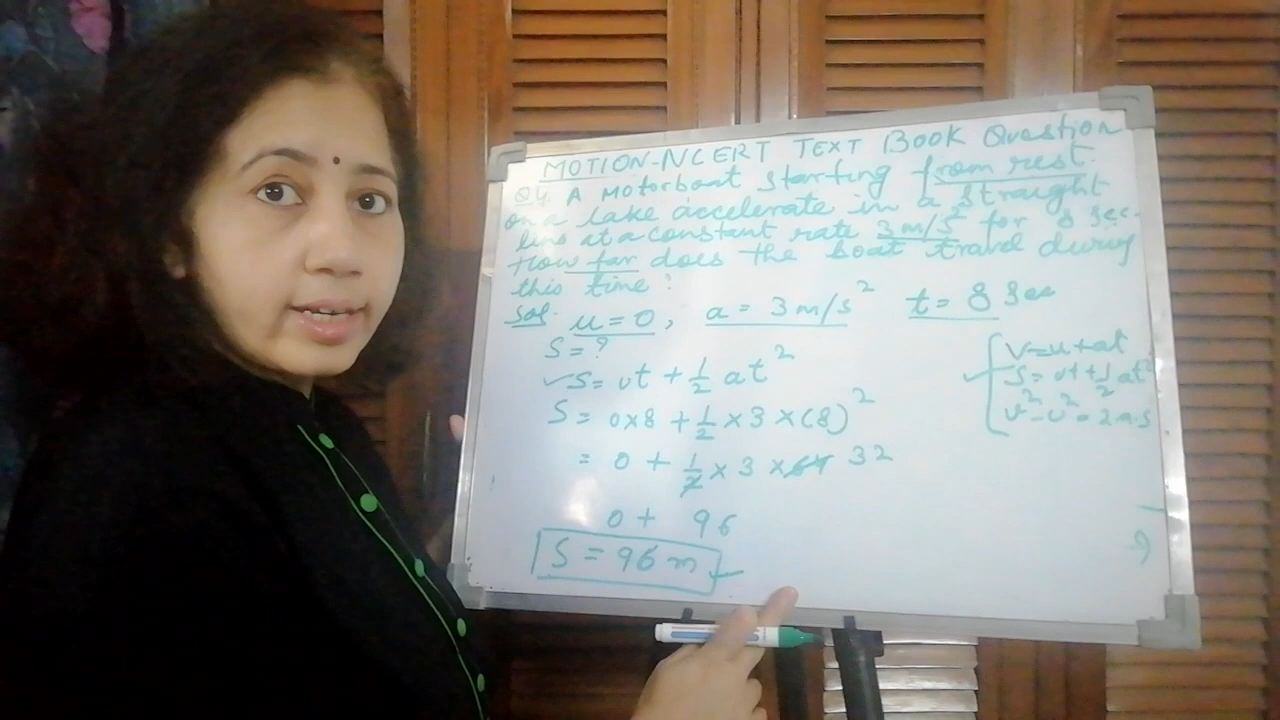 MOTION-NCERT TEXT BOOK Question
Q4. A Motorboat starting from rest
on a lake accelerate in a straight
line at a constant rate 3 m/s² for 8 sec.
How far does the boat travel during
this time?
Sol. u = 0, a = 3 m/s² t = 8 Sec
S = ?
✓S = ut + 1/2 at²
S = 0×8 + 1/2 × 3 × (8)²
= 0 + 1/2 × 3 × 64 32
0 + 96
S = 96 m
V = u + at
✓S = ut + 1/2 at²
v² - u² = 2a.s